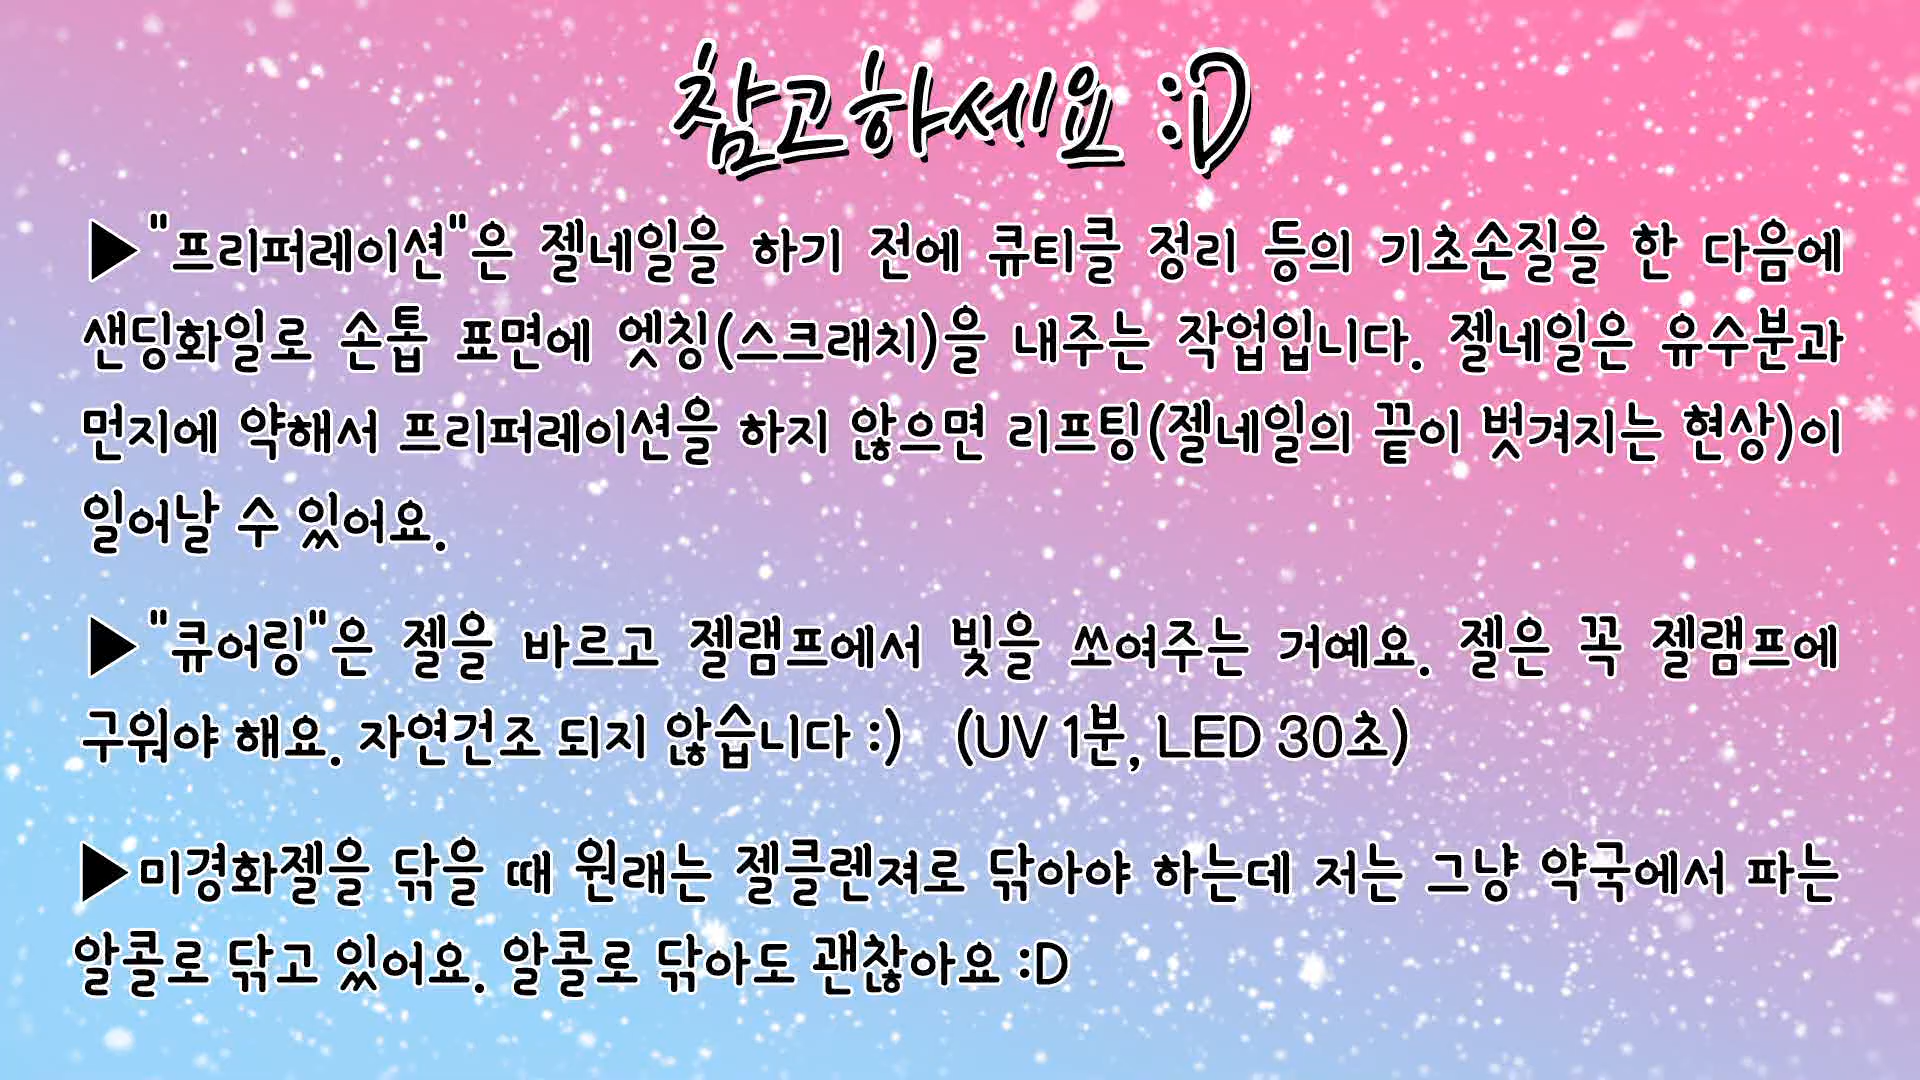 참고하세요 :D
▶"프리퍼레이션"은 젤네일을 하기 전에 큐티클 정리 등의 기초손질을 한 다음에
샌딩화일로 손톱 표면에 엣칭(스크래치)을 내주는 작업입니다. 젤네일은 유수분과
먼지에 약해서 프리퍼레이션을 하지 않으면 리프팅(젤네일의 끝이 벗겨지는 현상)이
일어날 수 있어요.
▶"큐어링"은 젤을 바르고 젤램프에서 빛을 쏘여주는 거예요. 젤은 꼭 젤램프에
구워야 해요. 자연건조 되지 않습니다 :) (UV 1분, LED 30초)
▶미경화젤을 닦을 때 원래는 젤클렌져로 닦아야 하는데 저는 그냥 약국에서 파는
알콜로 닦고 있어요. 알콜로 닦아도 괜찮아요 :D